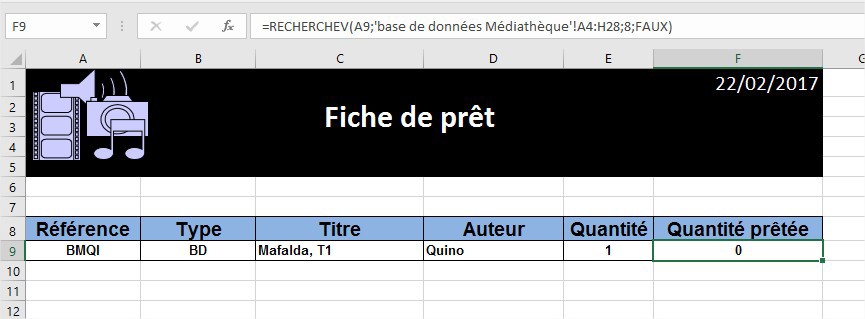 F9 fx =RECHERCHEV(A9;'base de données Médiathèque'!A4:H28;8;FAUX)
A B C D E F G
1 22/02/2017
2 Fiche de prêt
3
4
5
6
7
8 Référence Type Titre Auteur Quantité Quantité prêtée
9 BMQI BD Mafalda, T1 Quino 1 0
10
11
12